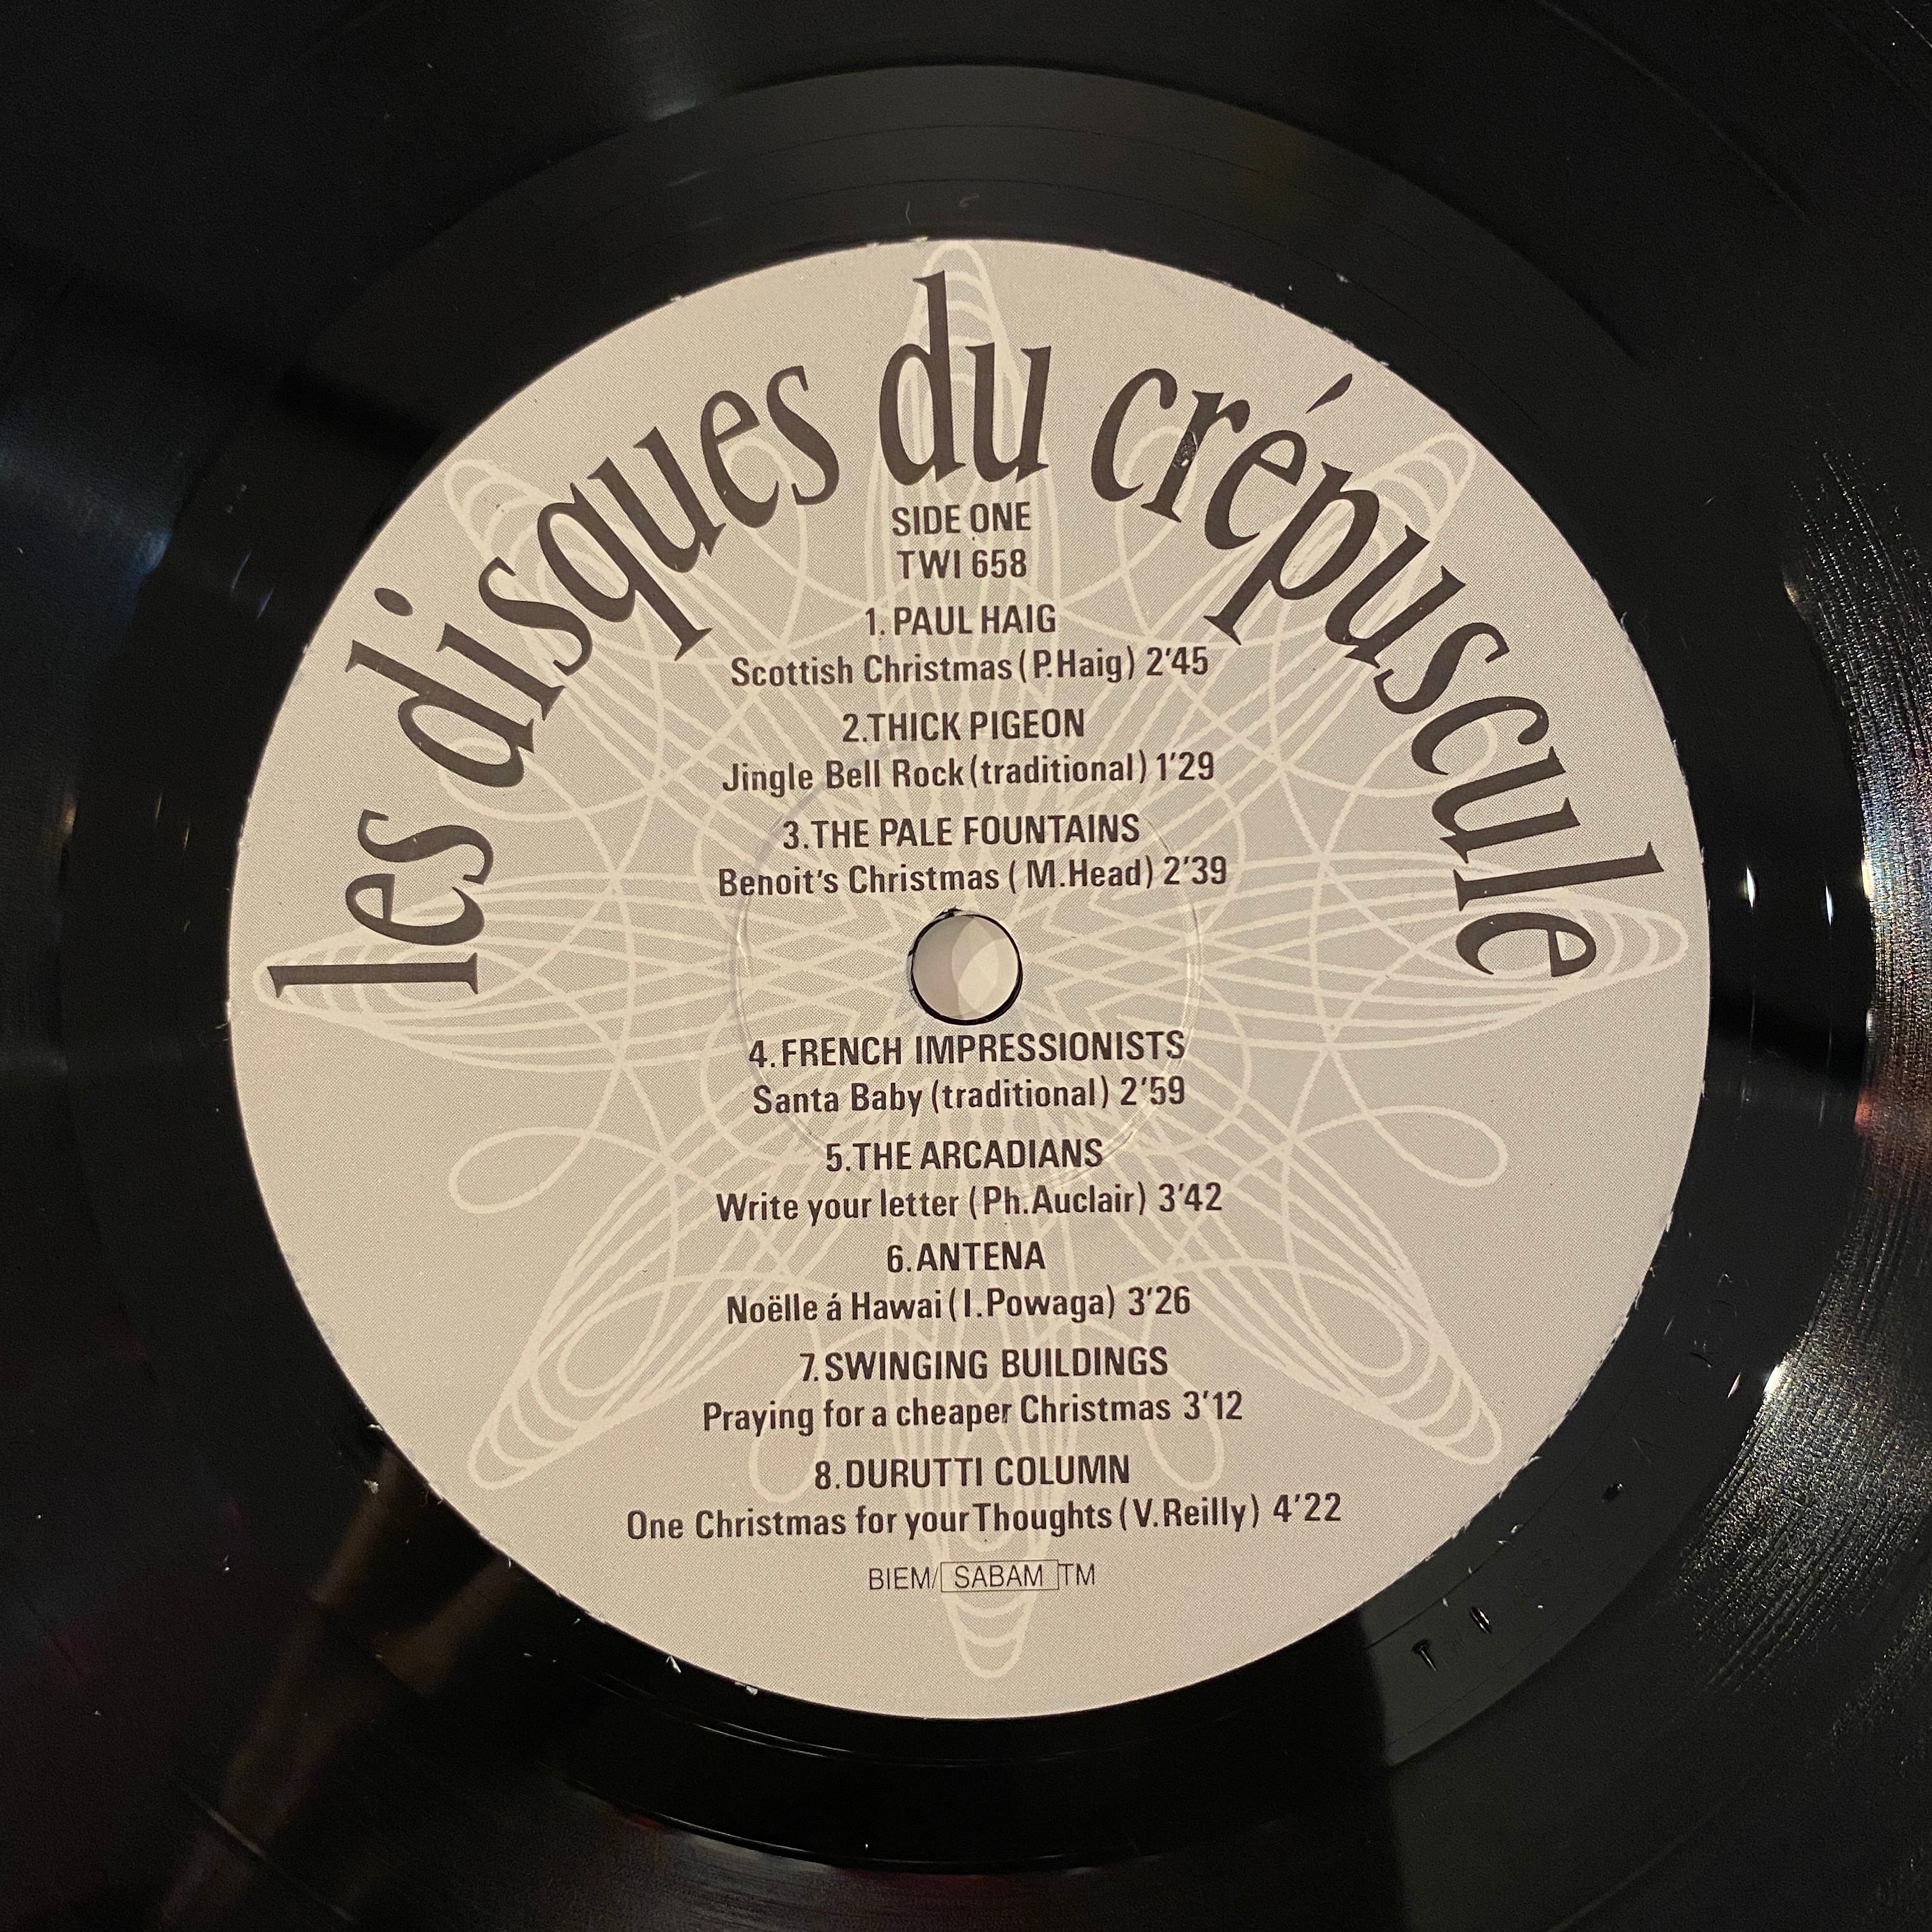 les disques du crépuscule
SIDE ONE
TWI 658
1. PAUL HAIG
Scottish Christmas (P.Haig) 2'45
2.THICK PIGEON
Jingle Bell Rock (traditional) 1'29
3.THE PALE FOUNTAINS
Benoit's Christmas ( M.Head) 2'39
4.FRENCH IMPRESSIONISTS
Santa Baby (traditional) 2'59
5.THE ARCADIANS
Write your letter (Ph.Auclair) 3'42
6.ANTENA
Noëlle á Hawai (I.Powaga) 3'26
7.SWINGING BUILDINGS
Praying for a cheaper Christmas 3'12
8.DURUTTI COLUMN
One Christmas for your Thoughts (V.Reilly) 4'22
BIEM/ SABAM TM